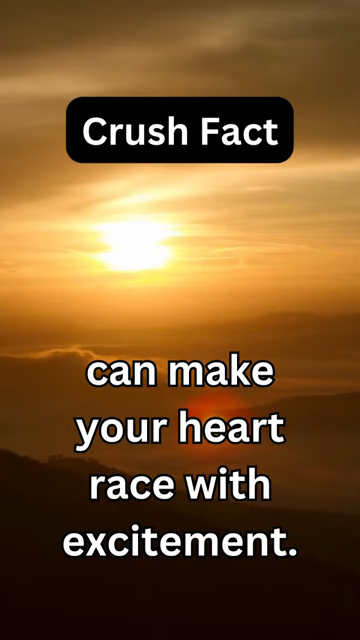 Crush Fact
can make
your heart
race with
excitement.